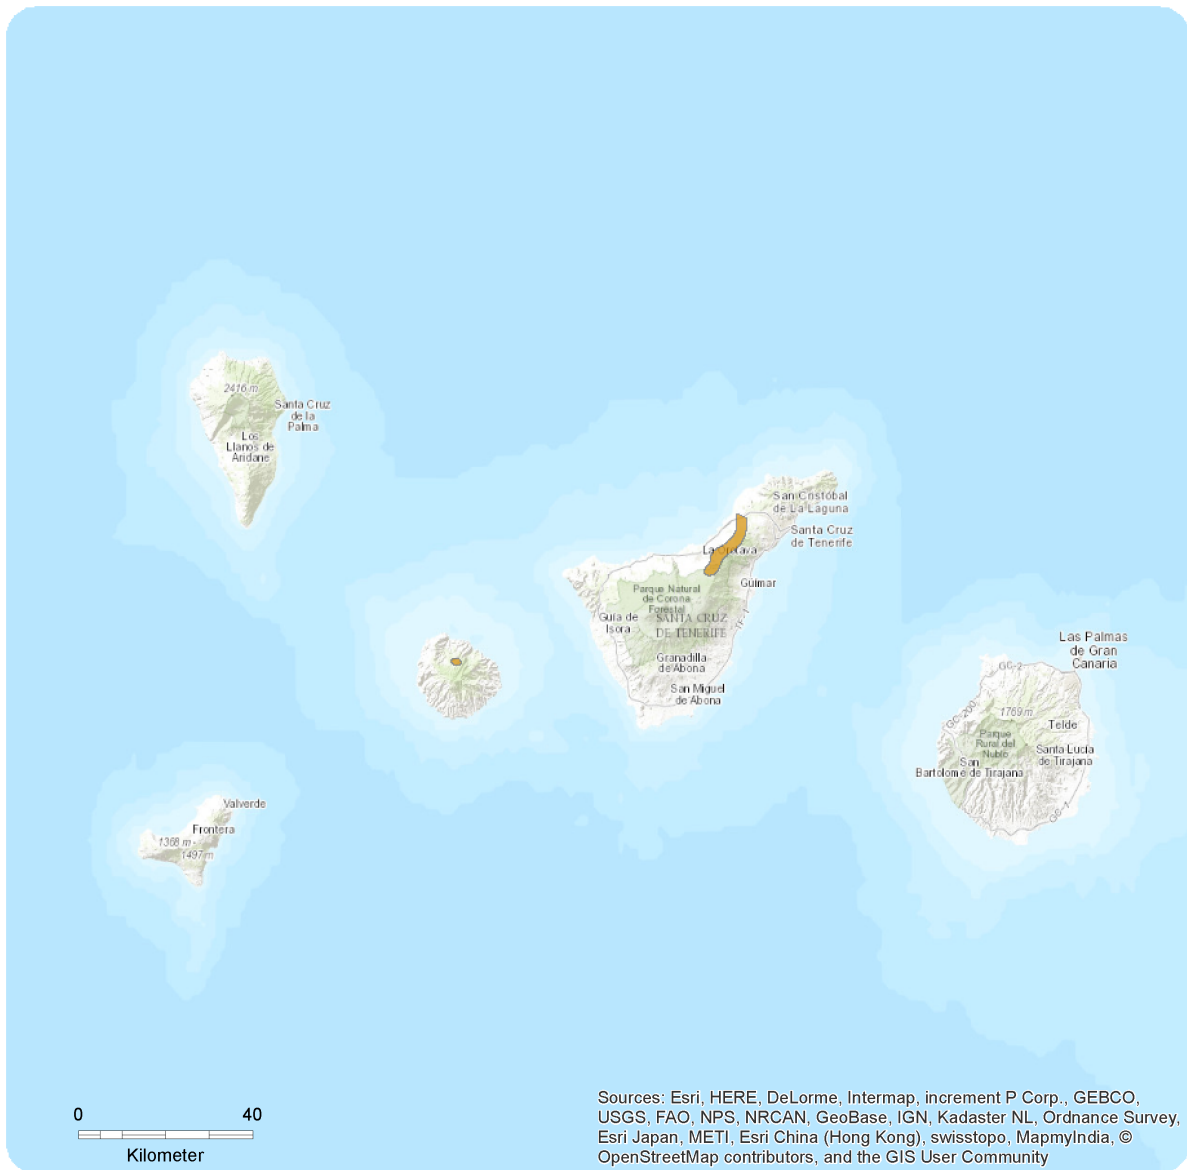 2416 m
Santa Cruz
de la
Palma
Los
Llanos de
Aridane
San Cristóbal
de La Laguna
Santa Cruz
de Tenerife
La Orotava
Güímar
Parque Natural
de Corona
Forestal
TF-1
Guía de
Isora
SANTA CRUZ
DE TENERIFE
Granadilla
de Abona
San Miguel
de Abona
Las Palmas
de Gran
Canaria
GC-2
GC-200
1769 m
Telde
Parque
Rural del
Nublo
Santa Lucía
de Tirajana
San
Bartolomé de Tirajana
GC-1
Valverde
Frontera
1368 m
1497 m
0 40
Kilometer
Sources: Esri, HERE, DeLorme, Intermap, increment P Corp., GEBCO,
USGS, FAO, NPS, NRCAN, GeoBase, IGN, Kadaster NL, Ordnance Survey,
Esri Japan, METI, Esri China (Hong Kong), swisstopo, MapmyIndia, ©
OpenStreetMap contributors, and the GIS User Community